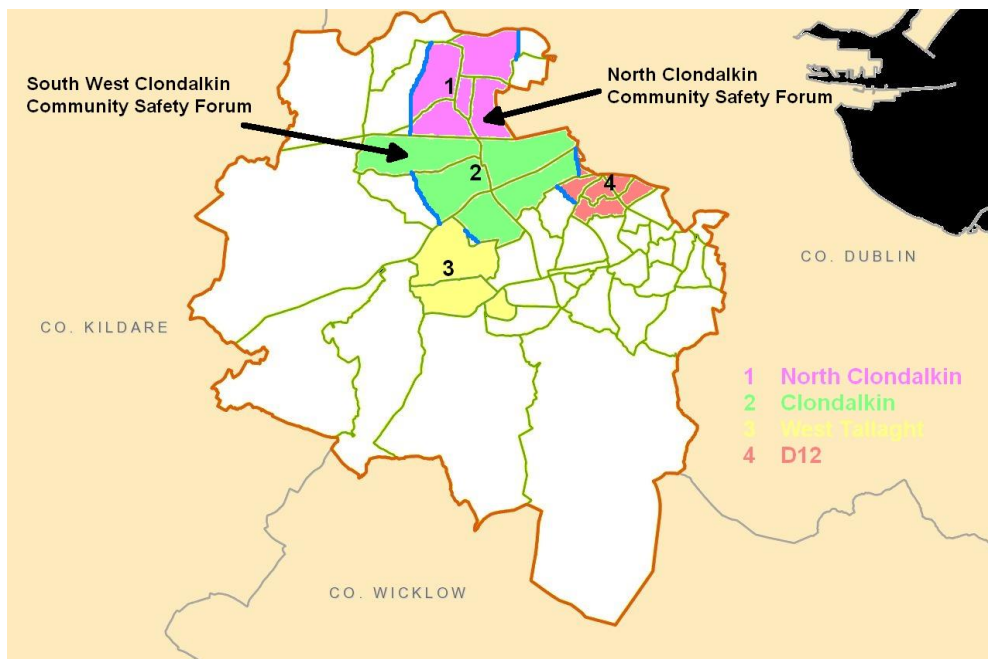 South West Clondalkin
Community Safety Forum
North Clondalkin
Community Safety Forum
1
2
3
4
CO. DUBLIN
CO. KILDARE
CO. WICKLOW
1 North Clondalkin
2 Clondalkin
3 West Tallaght
4 D12